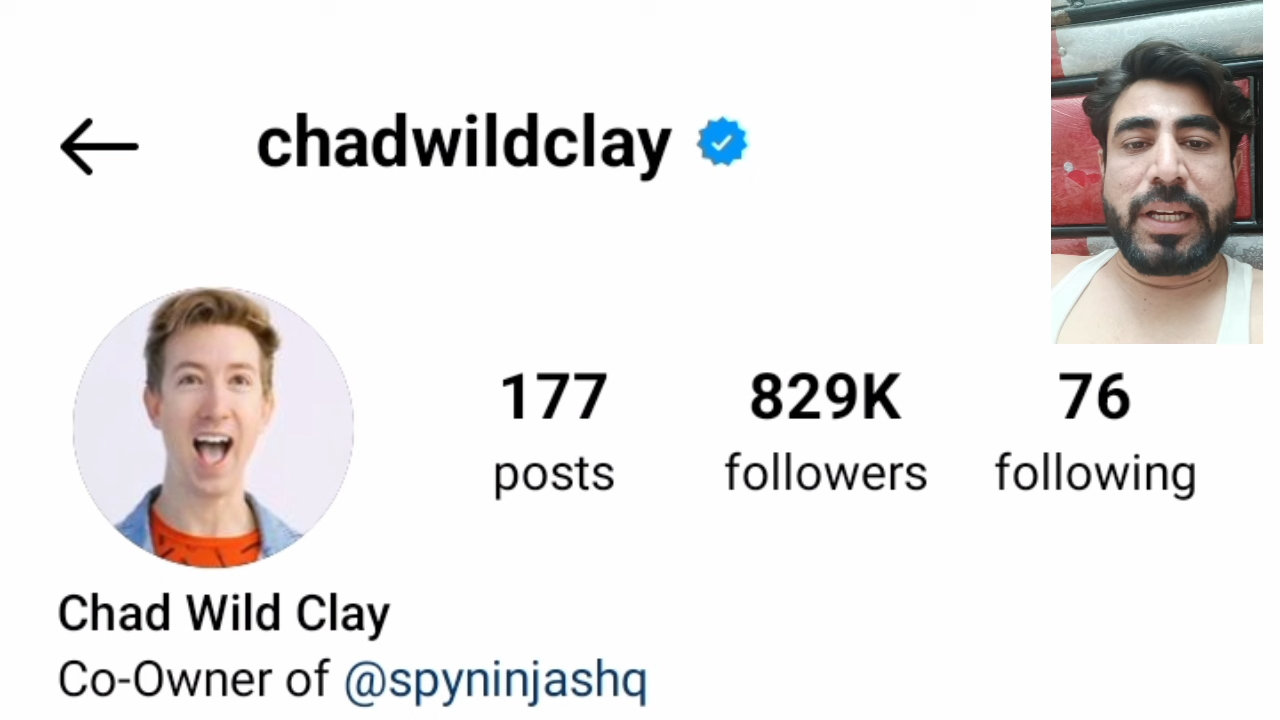 chadwildclay
177 829K 76
posts followers following
Chad Wild Clay
Co-Owner of @spyninjashq